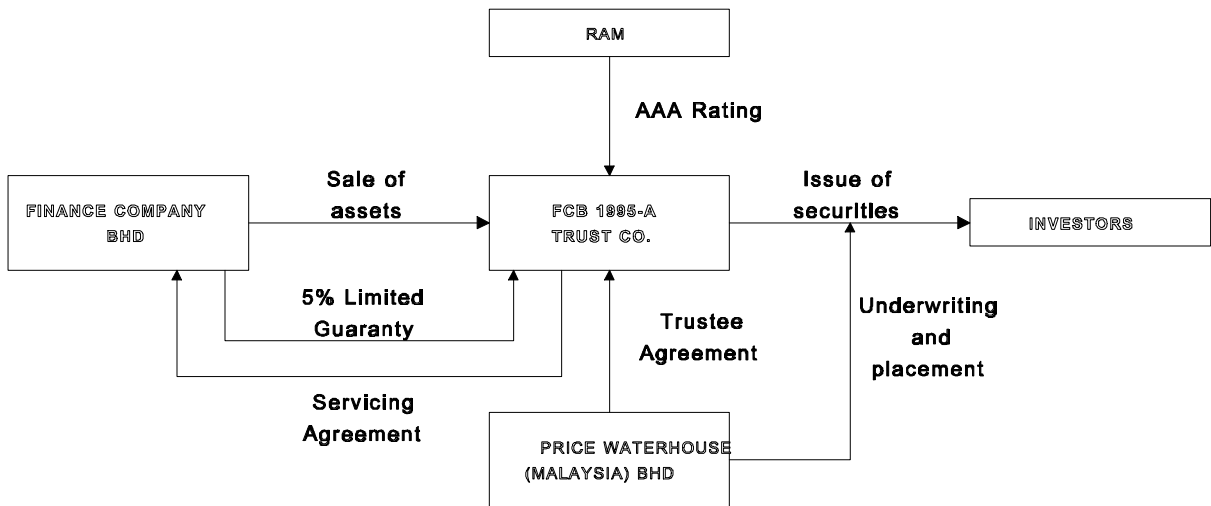 RAM
AAA Rating
Sale of
assets
Issue of
securities
FINANCE COMPANY
BHD
FCB 1995-A
TRUST CO.
INVESTORS
5% Limited
Guaranty
Trustee
Agreement
Underwriting
and
placement
Servicing
Agreement
PRICE WATERHOUSE
(MALAYSIA) BHD